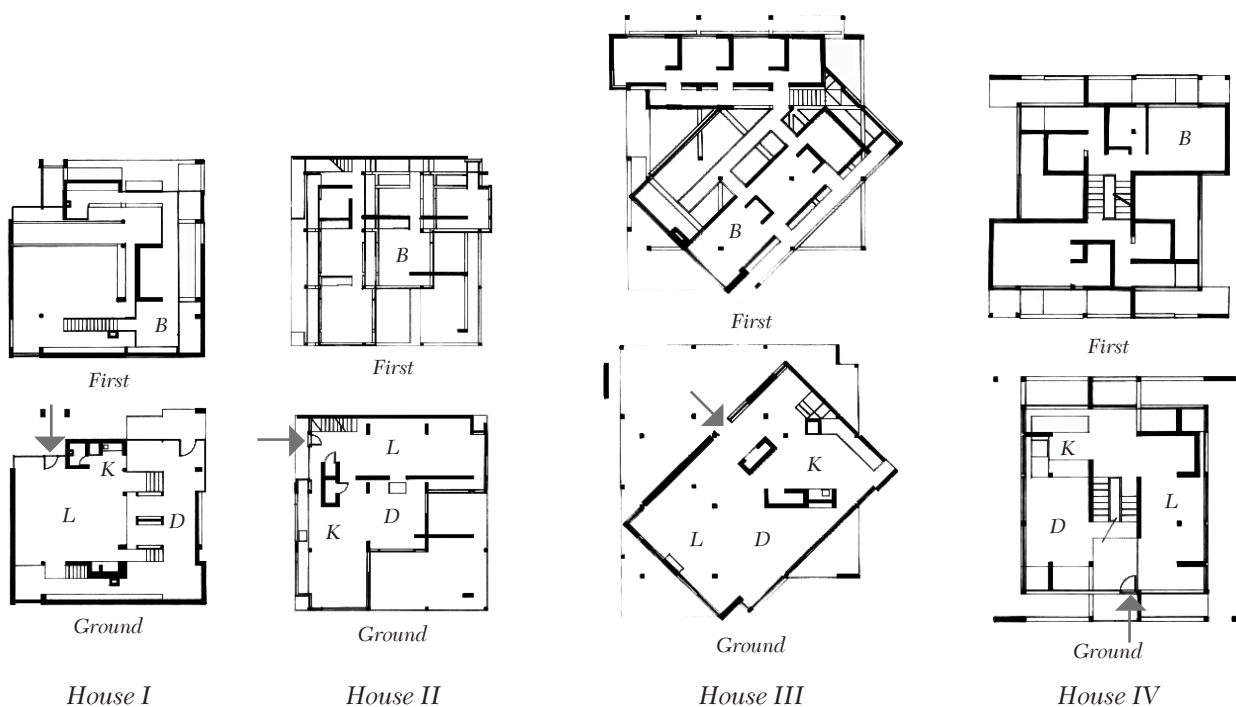 B
B
B
B
First
First
First
First
K
L
D
L
K
D
K
L
D
K
L
D
Ground
Ground
Ground
Ground
House I
House II
House III
House IV